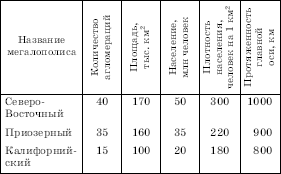 Название
мегалополиса
Количество
агломераций
Площадь,
тыс. км²
Население,
млн человек
Плотность
населения,
человек на 1 км²
Протяженность
главной
оси, км
Северо-
Восточный
40 170 50 300 1000
Приозерный 35 160 35 220 900
Калифорний-
ский
15 100 20 180 800